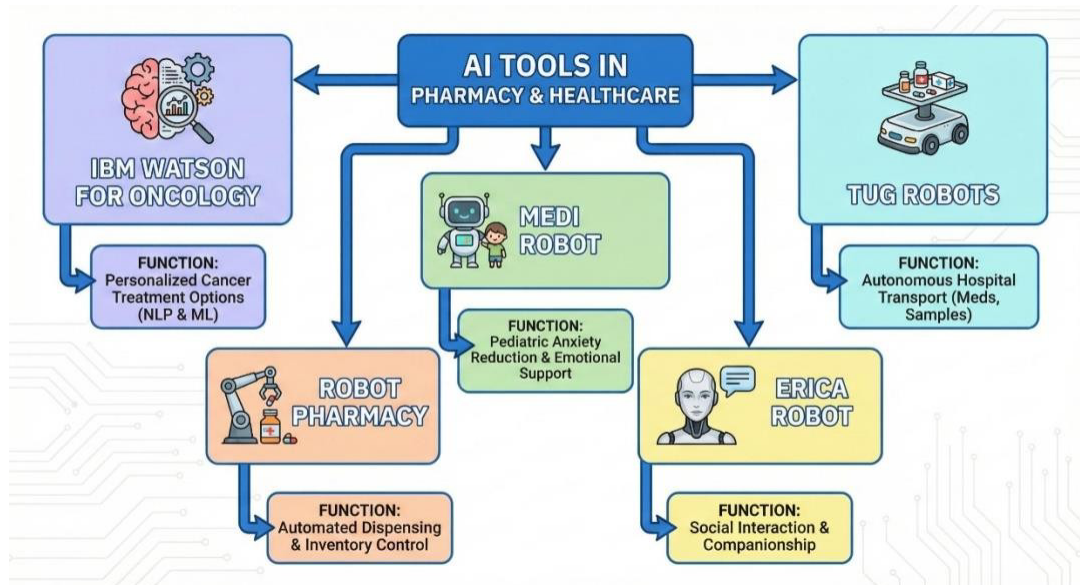 AI TOOLS IN
PHARMACY & HEALTHCARE
IBM WATSON
FOR ONCOLOGY
FUNCTION:
Personalized Cancer
Treatment Options
(NLP & ML)
MEDI
ROBOT
FUNCTION:
Pediatric Anxiety
Reduction & Emotional
Support
TUG ROBOTS
FUNCTION:
Autonomous Hospital
Transport (Meds,
Samples)
ROBOT
PHARMACY
FUNCTION:
Automated Dispensing
& Inventory Control
ERICA
ROBOT
FUNCTION:
Social Interaction &
Companionship